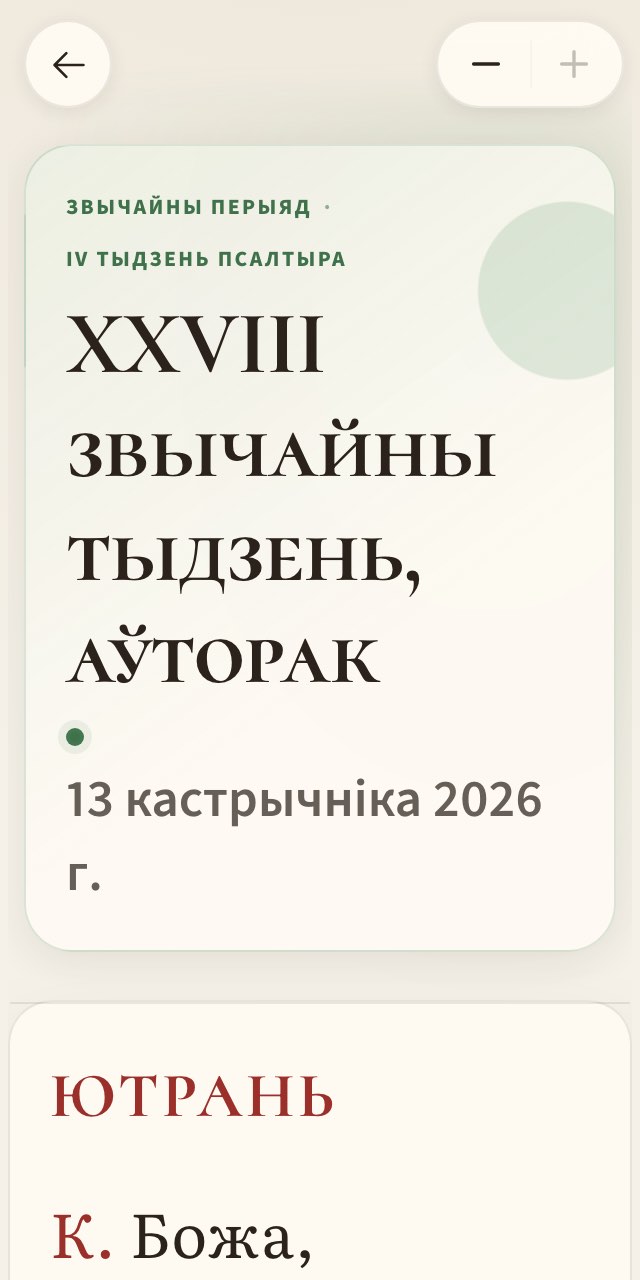 ЗВЫЧАЙНЫ ПЕРЫЯД ·
IV ТЫДЗЕНЬ ПСАЛТЫРА
XXVIII
ЗВЫЧАЙНЫ
ТЫДЗЕНЬ,
АЎТОРАК
13 кастрычніка 2026
г.
ЮТРАНЬ
К. Божа,